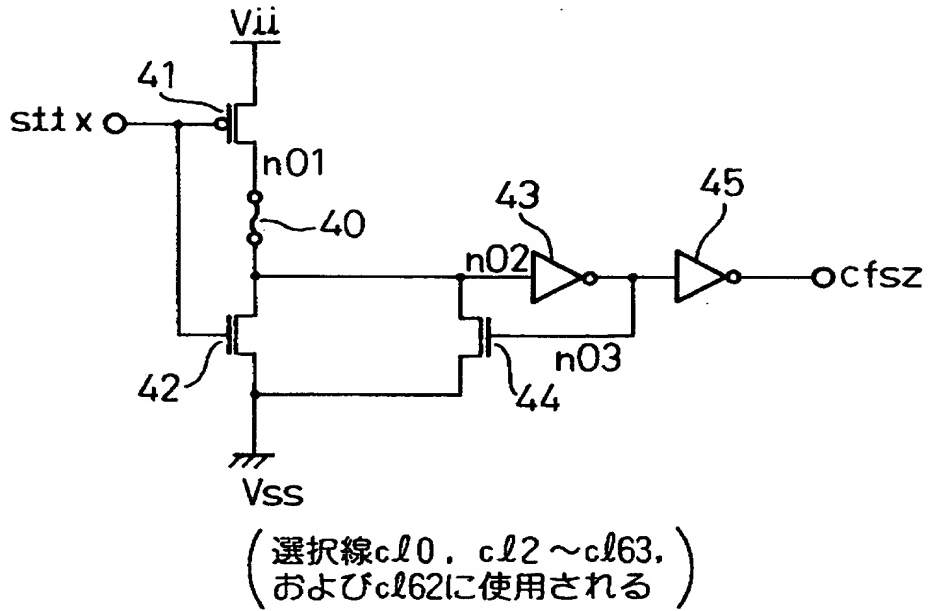 Vii
41
sttx
n01
40
43
45
n02
cfsz
42
n03
44
Vss
選択線cℓ0, cℓ2～cℓ63,
およびcℓ62に使用される